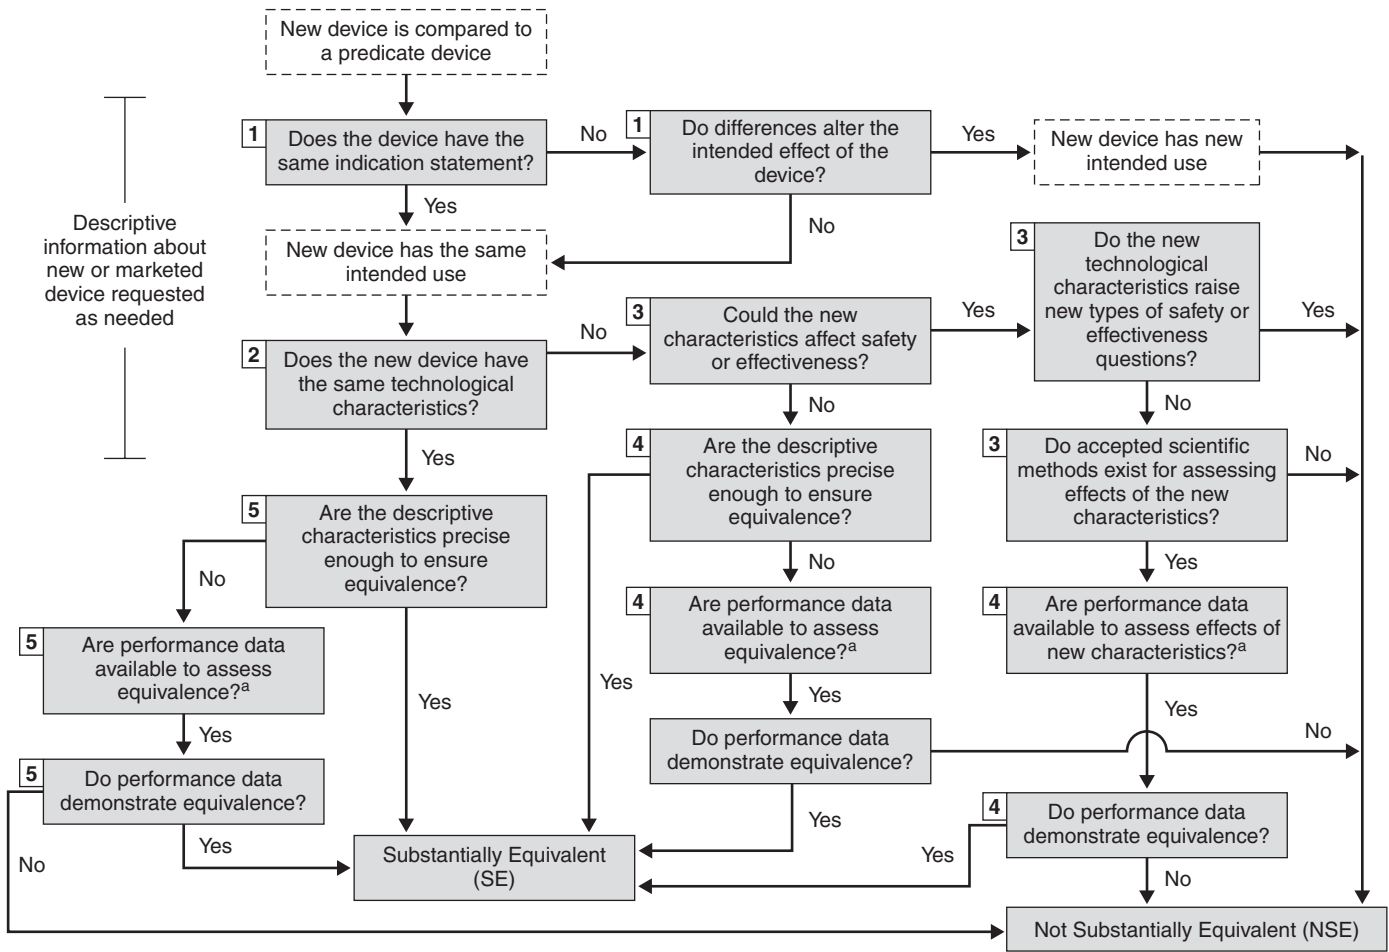 New device is compared to
a predicate device
1
Does the device have the
same indication statement?
No
1
Do differences alter the
intended effect of the
device?
Yes
New device has new
intended use
Yes
No
Descriptive
information about
new or marketed
device requested
as needed
New device has the same
intended use
3
Do the new
technological
characteristics raise
new types of safety or
effectiveness
questions?
Yes
No
2
Does the new device have
the same technological
characteristics?
No
3
Could the new
characteristics affect safety
or effectiveness?
Yes
No
Yes
4
Are the descriptive
characteristics precise
enough to ensure
equivalence?
3
Do accepted scientific
methods exist for assessing
effects of the new
characteristics?
No
5
Are the descriptive
characteristics precise
enough to ensure
equivalence?
No
No
Yes
4
Are performance data
available to assess
equivalence?a
4
Are performance data
available to assess effects of
new characteristics?a
5
Are performance data
available to assess
equivalence?a
Yes
Yes
Yes
Yes
Yes
Do performance data
demonstrate equivalence?
No
5
Do performance data
demonstrate equivalence?
4
Do performance data
demonstrate equivalence?
Yes
Yes
Yes
No
Substantially Equivalent
(SE)
No
Not Substantially Equivalent (NSE)